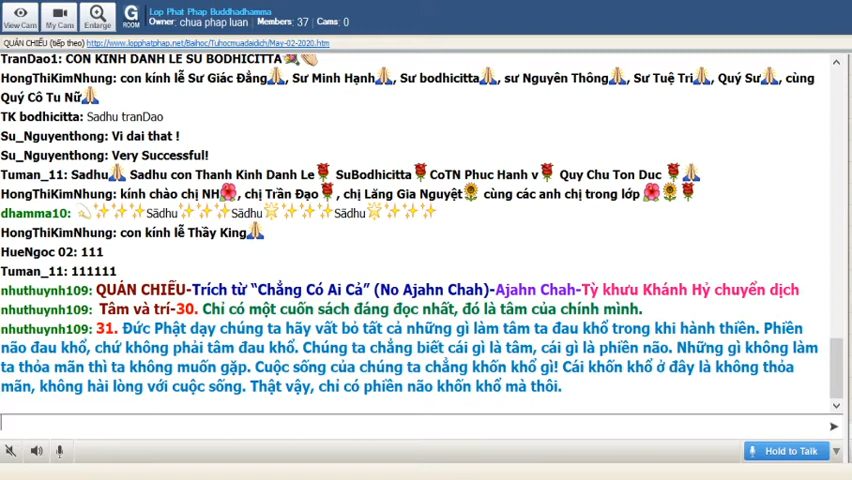 Lop Phat Phap Buddhadhamma
Owner: chua phap luan Members: 37 Cams: 0
View Cam My Cam Enlarge G ROOM
QUÁN CHIẾU (tiếp theo) http://www.lopphatphap.net/Baihoc/Tuhocmuadaidich/May-02-2020.htm
TranDao1: CON KINH DANH LE SU BODHICITTA
HongThiKimNhung: con kính lễ Sư Giác Đẳng, Sư Minh Hạnh, Sư bodhicitta, sư Nguyên Thông, Sư Tuệ Tri, Quý Sư, cùng
Quý Cô Tu Nữ
TK bodhicitta: Sadhu tranDao
Su_Nguyenthong: Vi dai that !
Su_Nguyenthong: Very Successful!
Tuman_11: Sadhu Sadhu con Thanh Kinh Danh Le SuBodhicitta CoTN Phuc Hanh v Quy Chu Ton Duc
HongThiKimNhung: kính chào chị NH, chị Trần Đạo, chị Lăng Gia Nguyệt cùng các anh chị trong lớp
dhamma10: Sādhu Sādhu Sādhu
HongThiKimNhung: con kính lễ Thầy King
HueNgoc 02: 111
Tuman_11: 111111
nhuthuynh109: QUÁN CHIẾU-Trích từ “Chẳng Có Ai Cả” (No Ajahn Chah)-Ajahn Chah-Tỳ khưu Khánh Hỷ chuyển dịch
nhuthuynh109: Tâm và trí-30. Chỉ có một cuốn sách đáng đọc nhất, đó là tâm của chính mình.
nhuthuynh109: 31. Đức Phật dạy chúng ta hãy vất bỏ tất cả những gì làm tâm ta đau khổ trong khi hành thiền. Phiền
não đau khổ, chứ không phải tâm đau khổ. Chúng ta chẳng biết cái gì là tâm, cái gì là phiền não. Những gì không làm
ta thỏa mãn thì ta không muốn gặp. Cuộc sống của chúng ta chẳng khốn khổ gì! Cái khốn khổ ở đây là không thỏa
mãn, không hài lòng với cuộc sống. Thật vậy, chỉ có phiền não khốn khổ mà thôi.
Hold to Talk